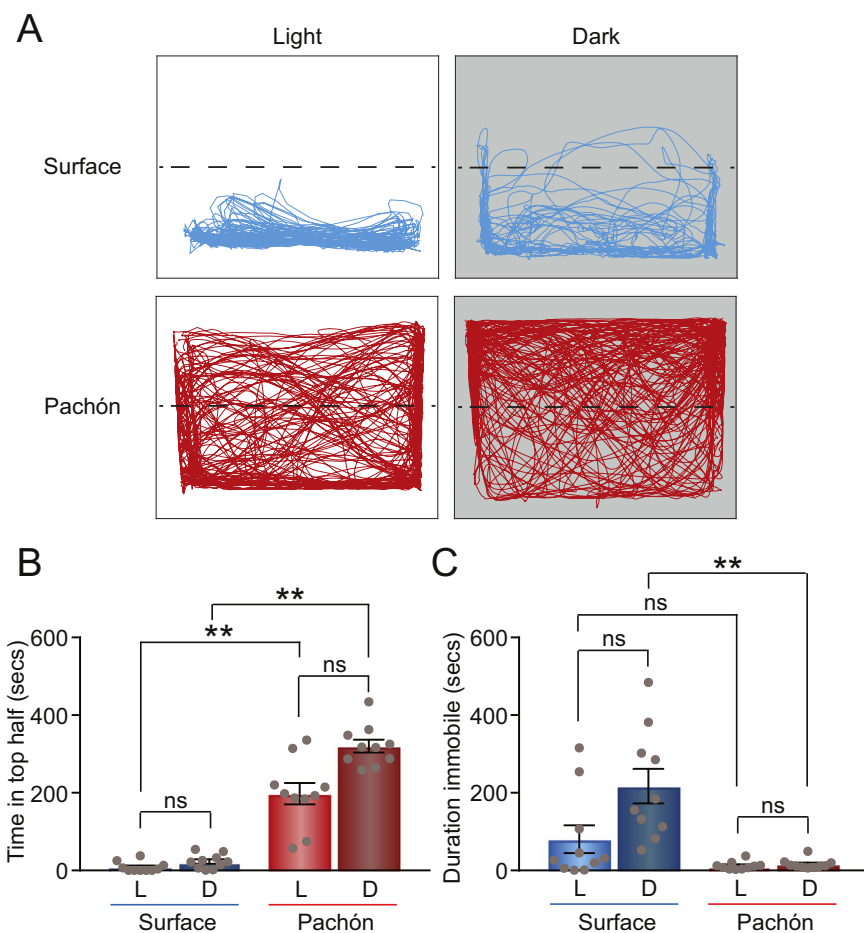 A
Light Dark
Surface
Pachón
B
Time in top half (secs)
600
400
200
0
**
**
ns
ns
L D L D
Surface Pachón
C
Duration immobile (secs)
600
400
200
0
**
ns
ns
ns
L D L D
Surface Pachón